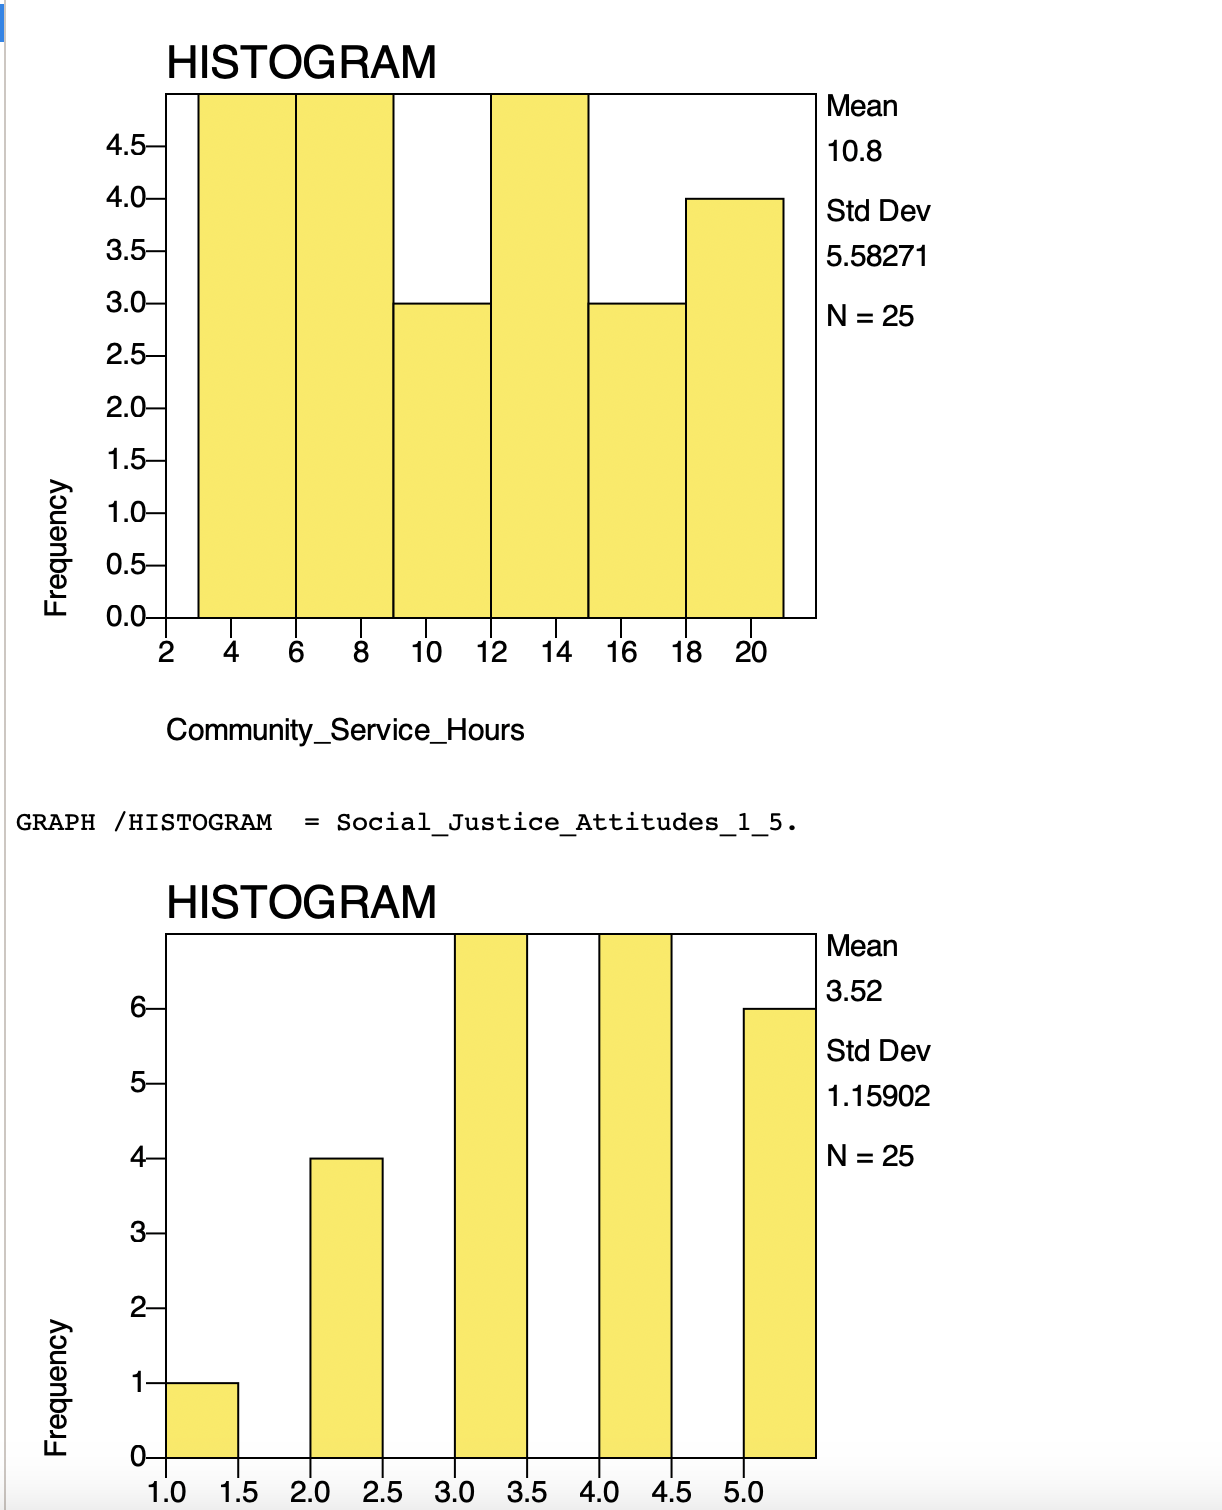 HISTOGRAM
Mean
10.8
Std Dev
5.58271
N = 25
4.5
4.0
3.5
3.0
2.5
2.0
1.5
1.0
0.5
0.0
Frequency
2 4 6 8 10 12 14 16 18 20
Community_Service_Hours
GRAPH /HISTOGRAM = Social_Justice_Attitudes_1_5.
HISTOGRAM
Mean
3.52
Std Dev
1.15902
N = 25
6
5
4
3
2
1
0
Frequency
1.0 1.5 2.0 2.5 3.0 3.5 4.0 4.5 5.0